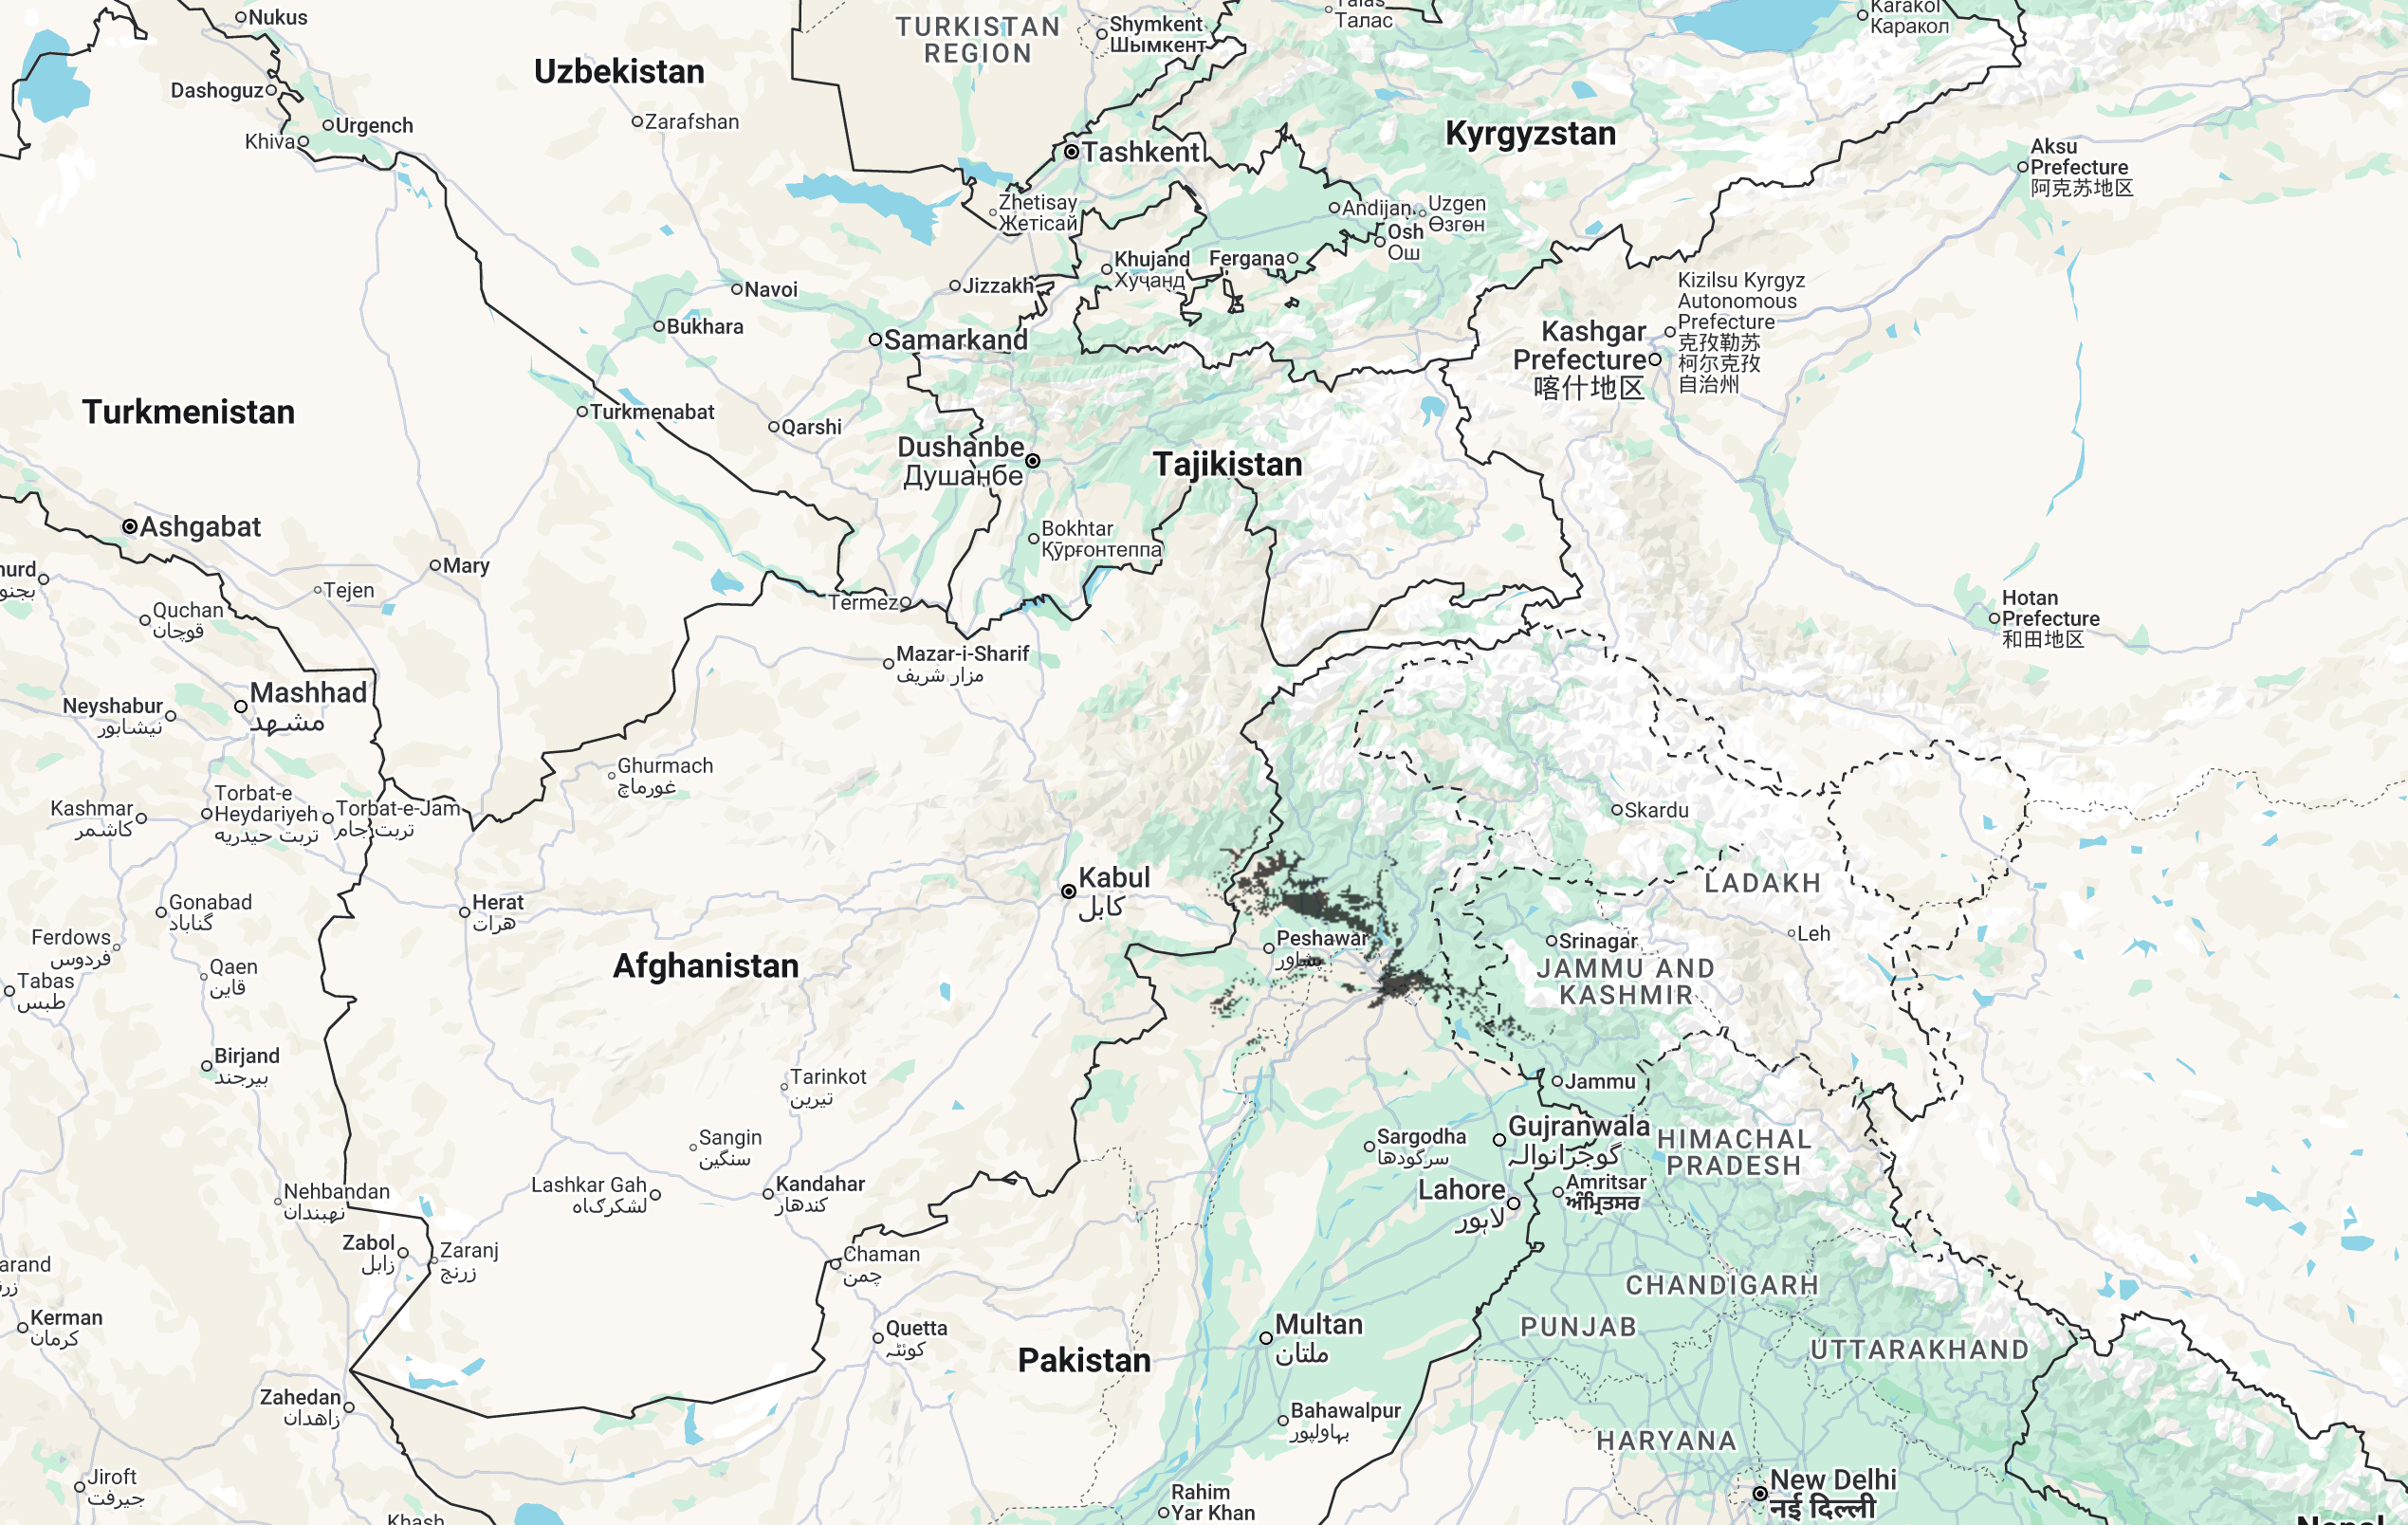 Nukus
Dashoguz
Khiva
Urgench
Uzbekistan
Zarafshan
TURKISTAN
REGION
Shymkent
Шымкент
Талас
Karakol
Каракол
Tashkent
Kyrgyzstan
Aksu
Prefecture
阿克苏地区
Zhetisay
Жетісай
Andijan
Uzgen
Өзгөн
Osh
Ош
Khujand
Хуҷанд
Fergana
Navoi
Jizzakh
Bukhara
Samarkand
Kizilsu Kyrgyz
Autonomous
Prefecture
克孜勒苏
柯尔克孜
自治州
Kashgar
Prefecture
喀什地区
Turkmenistan
Turkmenabat
Qarshi
Dushanbe
Душанбе
Tajikistan
Ashgabat
Bokhtar
Қӯрғонтеппа
Mary
Tejen
Termez
Quchan
قوچان
Hotan
Prefecture
和田地区
Mazar-i-Sharif
مزار شریف
Mashhad
مشهد
Neyshabur
نیشابور
Ghurmach
غورماچ
Kashmar
کاشمر
Torbat-e
Heydariyeh
تربت حیدریه
Torbat-e-Jam
تربت جام
Skardu
Kabul
کابل
LADAKH
Gonabad
گناباد
Herat
هرات
Ferdows
فردوس
Peshawar
پشاور
Srinagar
Leh
Afghanistan
JAMMU AND
KASHMIR
Qaen
قاین
Tabas
طبس
Birjand
بیرجند
Tarinkot
تیرین
Jammu
Sangin
سنگین
Sargodha
سرگودھا
Gujranwala
گوجرانوالہ
HIMACHAL
PRADESH
Nehbandan
نهبندان
Lashkar Gah
لشکرگاه
Kandahar
کندهار
Lahore
لاہور
Amritsar
ਅੰਮ੍ਰਿਤਸਰ
Zabol
زابل
Zaranj
زرنج
Chaman
چمن
CHANDIGARH
Kerman
کرمان
Quetta
کوئٹہ
Pakistan
Multan
ملتان
PUNJAB
UTTARAKHAND
Zahedan
زاهدان
Bahawalpur
بہاولپور
HARYANA
Jiroft
جیرفت
Khash
Rahim
Yar Khan
New Delhi
नई दिल्ली